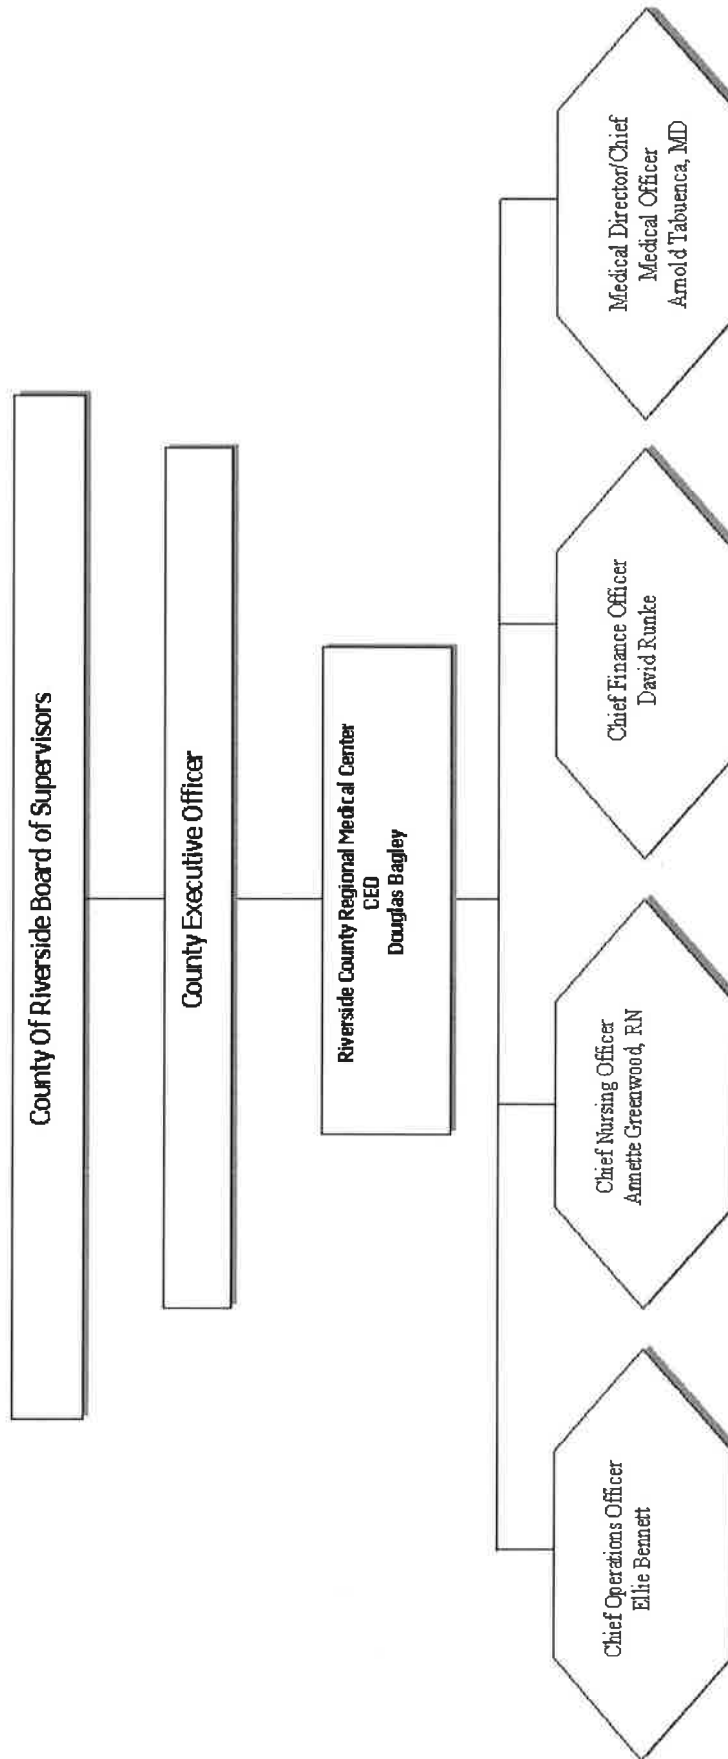 County Of Riverside Board of Supervisors
County Executive Officer
Riverside County Regional Medical Center
CEO
Douglas Bagley
Chief Operations Officer
Ellie Bennett
Chief Nursing Officer
Annette Greenwood, RN
Chief Finance Officer
David Runke
Medical Director/Chief
Medical Officer
Arnold Tabuenca, MD